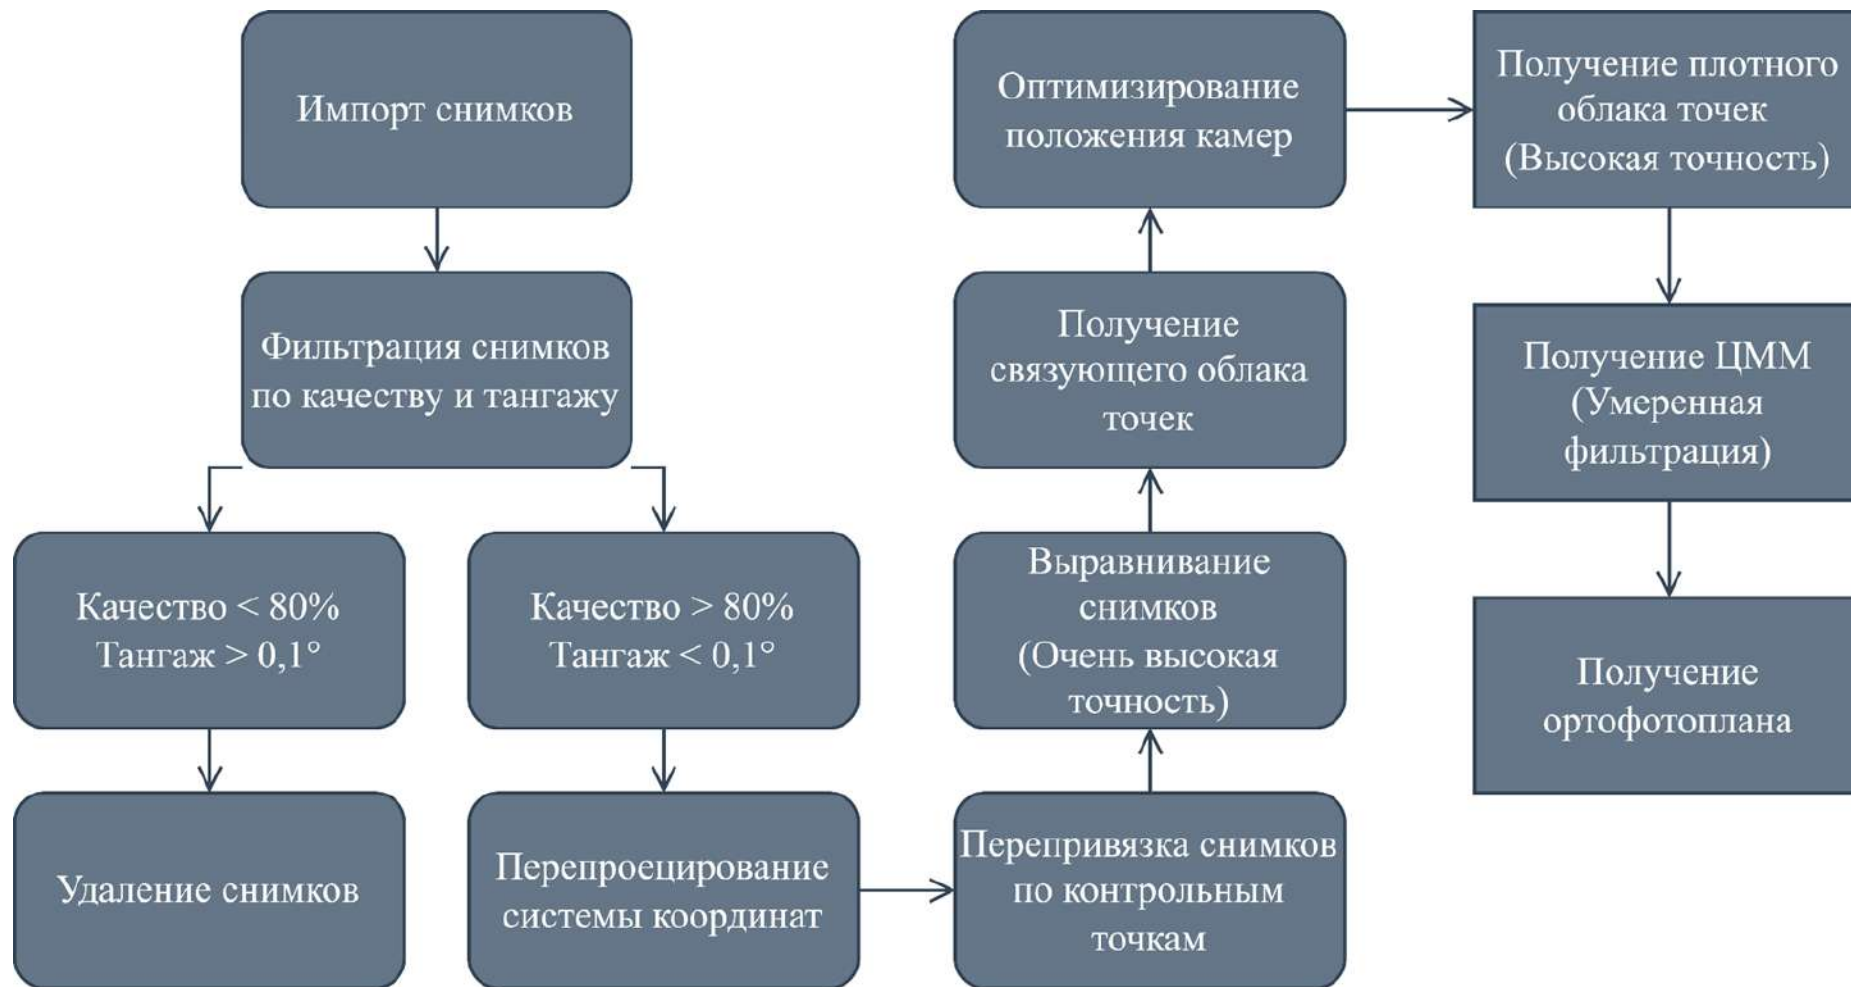 Импорт снимков
Фильтрация снимков
по качеству и тангажу
Качество < 80%
Тангаж > 0,1°
Удаление снимков
Качество > 80%
Тангаж < 0,1°
Перепроецирование
системы координат
Перепривязка снимков
по контрольным
точкам
Выравнивание
снимков
(Очень высокая
точность)
Получение
связующего облака
точек
Оптимизирование
положения камер
Получение плотного
облака точек
(Высокая точность)
Получение ЦММ
(Умеренная
фильтрация)
Получение
ортофотоплана